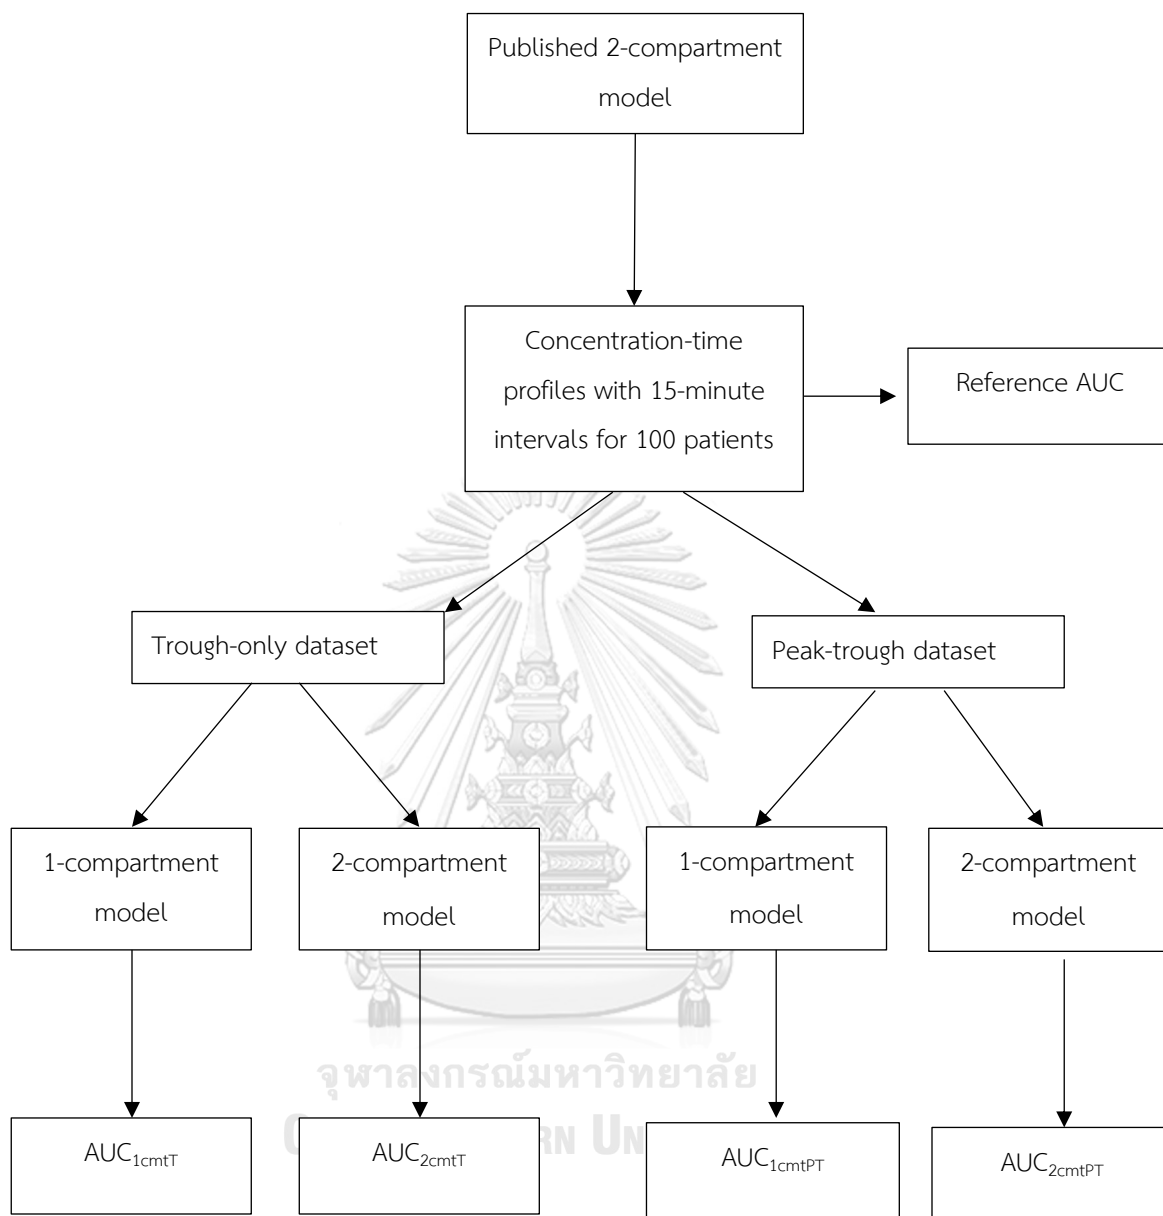 Published 2-compartment
model
Concentration-time
profiles with 15-minute
intervals for 100 patients
Reference AUC
Trough-only dataset
Peak-trough dataset
1-compartment
model
2-compartment
model
1-compartment
model
2-compartment
model
จุฬาลงกรณ์มหาวิทยาลัย
AUC1cmtT
AUC2cmtT
AUC1cmtPT
AUC2cmtPT